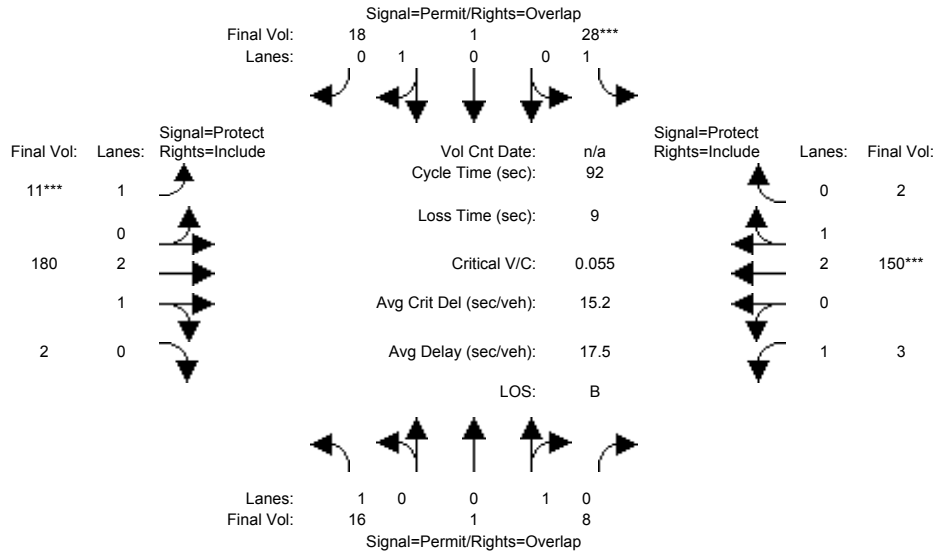 Signal=Permit/Rights=Overlap
Final Vol: 18 1 28***
Lanes: 0 1 0 0 1
Signal=Protect Signal=Protect
Final Vol: Lanes: Rights=Include Vol Cnt Date: n/a Rights=Include Lanes: Final Vol:
Cycle Time (sec): 92
11*** 1 0 2
Loss Time (sec): 9
0 1
180 2 Critical V/C: 0.055 2 150***
1 Avg Crit Del (sec/veh): 15.2 0
2 0 Avg Delay (sec/veh): 17.5 1 3
LOS: B
Lanes: 1 0 0 1 0
Final Vol: 16 1 8
Signal=Permit/Rights=Overlap